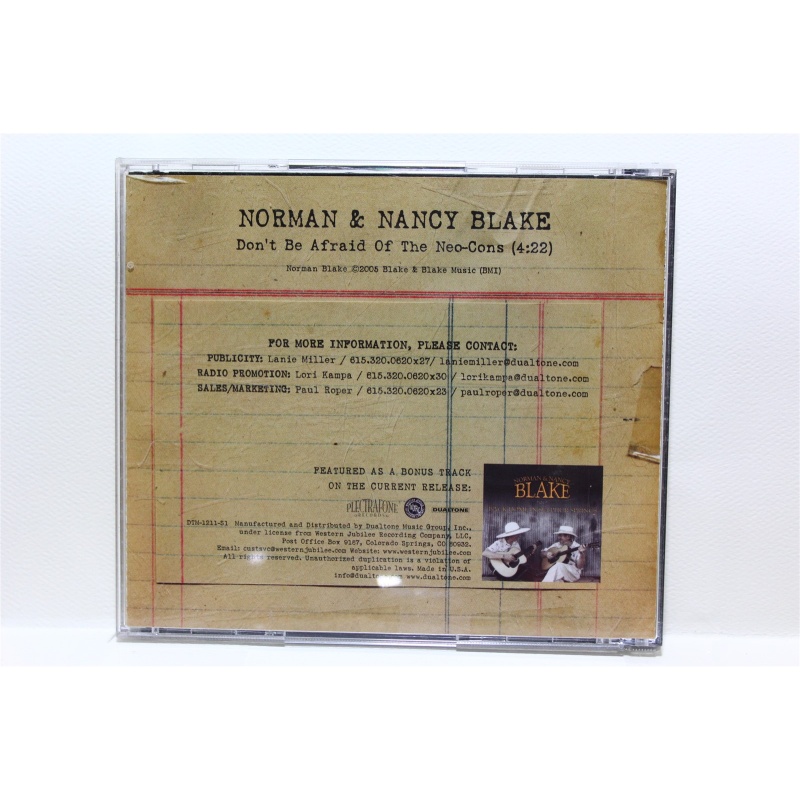 NORMAN & NANCY BLAKE
Don't Be Afraid Of The Neo-Cons (4:22)
Norman Blake ©2005 Blake & Blake Music (BMI)
FOR MORE INFORMATION, PLEASE CONTACT:
PUBLICITY: Lanie Miller / 615.320.0620x27/ laniemiller@dualtone.com
RADIO PROMOTION: Lori Kampa / 615.320.0620x30 / lorikampa@dualtone.com
SALES/MARKETING: Paul Roper / 615.320.0620x23 / paulroper@dualtone.com
FEATURED AS A BONUS TRACK
ON THE CURRENT RELEASE:
NORMAN & NANCY
BLAKE
PLECTRAFONE
RECORDS
DUALTONE
DTM-1211-51 Manufactured and Distributed by Dualtone Music Group, Inc.,
under license from Western Jubilee Recording Company, LLC,
Post Office Box 9187, Colorado Springs, CO 80932.
Email: custsvc@westernjubilee.com Website: www.westernjubilee.com
All rights reserved. Unauthorized duplication is a violation of
applicable laws. Made in U.S.A.
info@dualtone.com www.dualtone.com